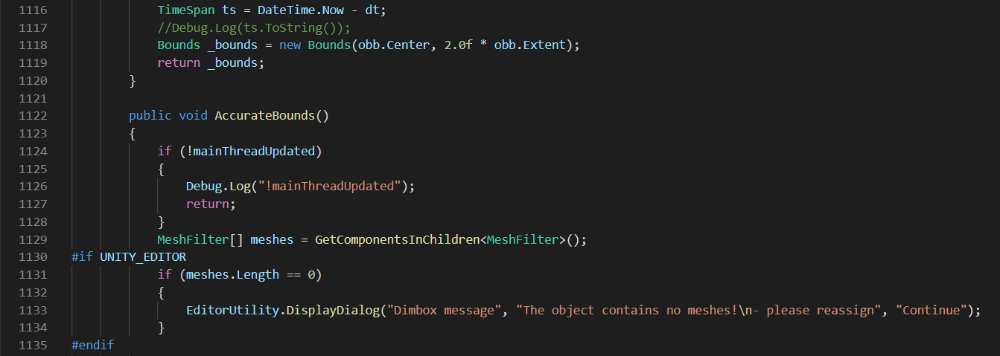 1116 TimeSpan ts = DateTime.Now - dt;
1117 //Debug.Log(ts.ToString());
1118 Bounds _bounds = new Bounds(obb.Center, 2.0f * obb.Extent);
1119 return _bounds;
1120 }
1121
1122 public void AccurateBounds()
1123 {
1124 if (!mainThreadUpdated)
1125 {
1126 Debug.Log("!mainThreadUpdated");
1127 return;
1128 }
1129 MeshFilter[] meshes = GetComponentsInChildren<MeshFilter>();
1130 #if UNITY_EDITOR
1131 if (meshes.Length == 0)
1132 {
1133 EditorUtility.DisplayDialog("Dimbox message", "The object contains no meshes!\n- please reassign", "Continue");
1134 }
1135 #endif